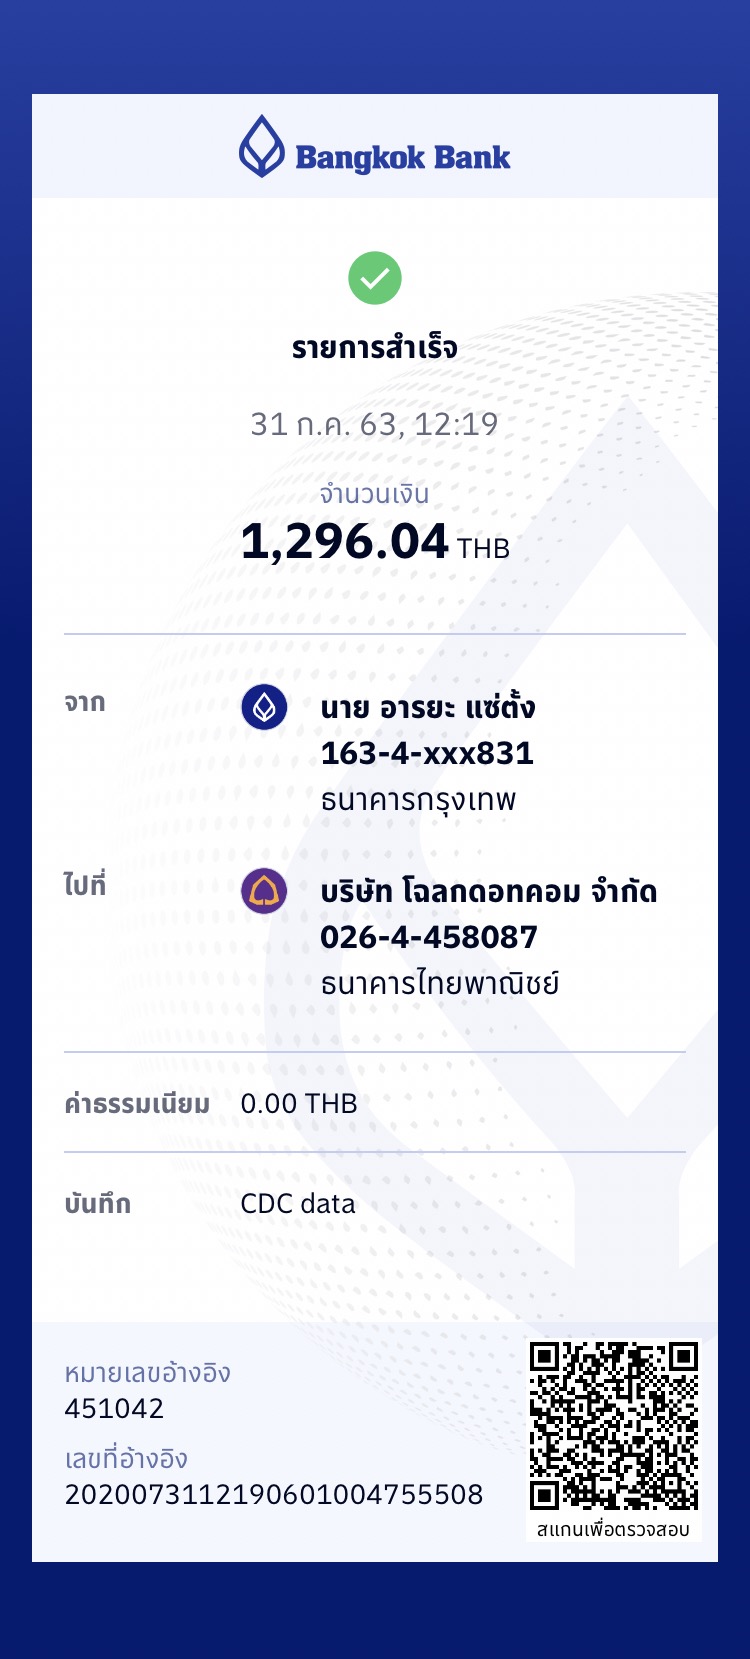 Bangkok Bank
รายการสำเร็จ
31 ก.ค. 63, 12:19
จำนวนเงิน
1,296.04 THB
จาก
นาย อารยะ แซ่ตั้ง
163-4-xxx831
ธนาคารกรุงเทพ
ไปที่
บริษัท โฉลกดอทคอม จำกัด
026-4-458087
ธนาคารไทยพาณิชย์
ค่าธรรมเนียม 0.00 THB
บันทึก CDC data
หมายเลขอ้างอิง
451042
เลขที่อ้างอิง
2020073112190601004755508
สแกนเพื่อตรวจสอบ